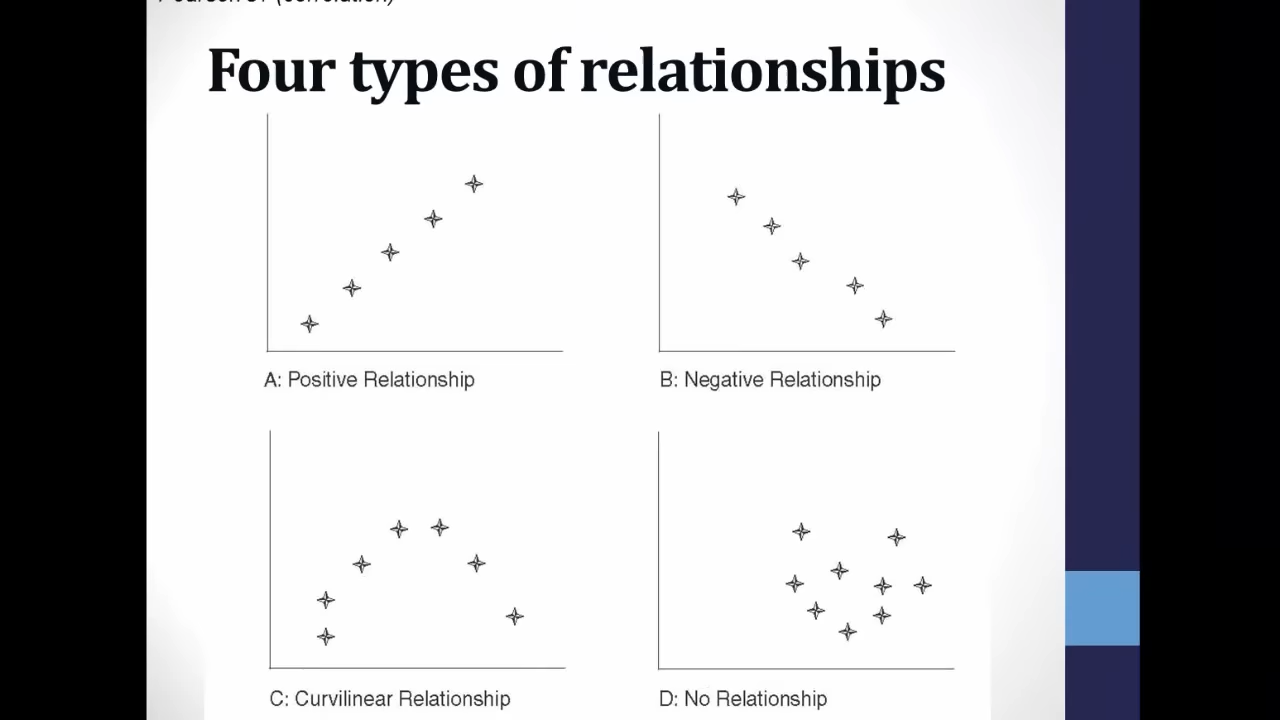 Four types of relationships
A: Positive Relationship
B: Negative Relationship
C: Curvilinear Relationship
D: No Relationship